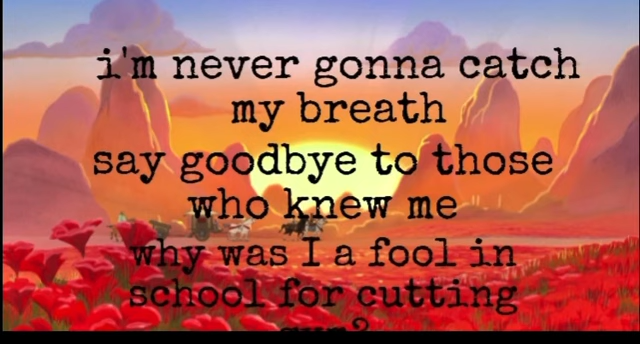 i'm never gonna catch
my breath
say goodbye to those
who knew me
why was I a fool in
school for cutting